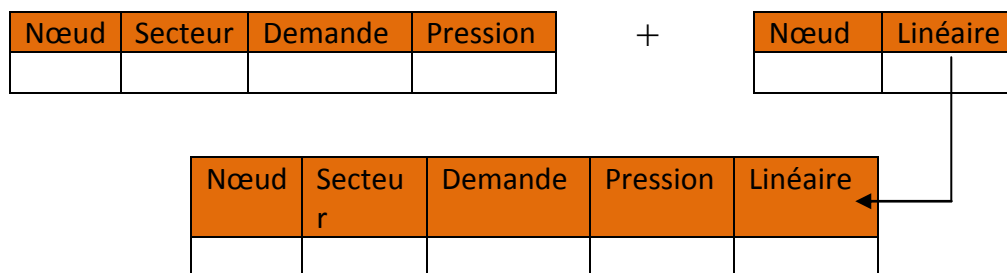 Nœud Secteur Demande Pression + Nœud Linéaire
Nœud Secteu Demande Pression Linéaire
r